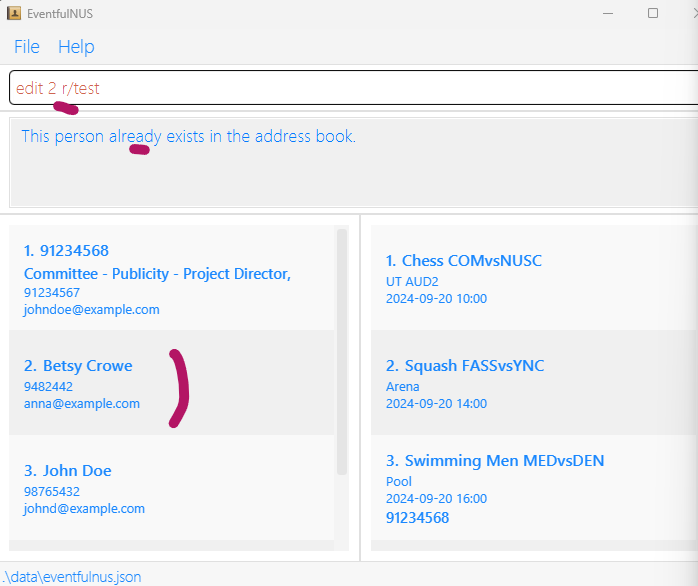 EventfulNUS
File Help
edit 2 r/test
This person already exists in the address book.
1. 91234568
Committee - Publicity - Project Director,
91234567
johndoe@example.com
2. Betsy Crowe
9482442
anna@example.com
3. John Doe
98765432
johnd@example.com
1. Chess COMvsNUSC
UT AUD2
2024-09-20 10:00
2. Squash FASSvsYNC
Arena
2024-09-20 14:00
3. Swimming Men MEDvsDEN
Pool
2024-09-20 16:00
91234568
.\data\eventfulnus.json